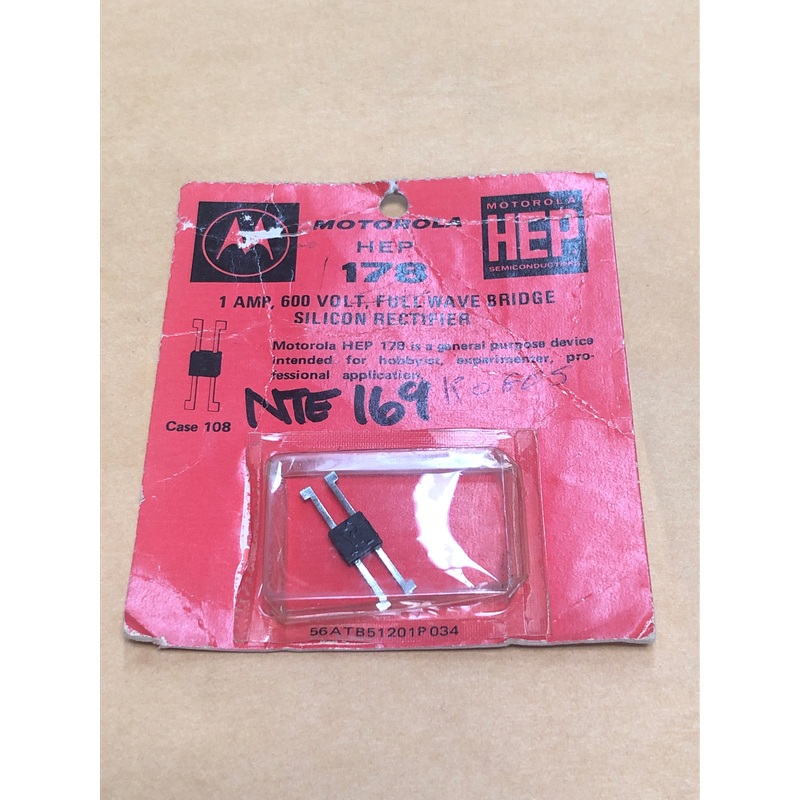 MOTOROLA
HEP
178
MOTOROLA
HEP
SEMICONDUCTORS
1 AMP, 600 VOLT, FULL WAVE BRIDGE
SILICON RECTIFIER
Motorola HEP 178 is a general purpose device
intended for hobbyist, experimenter, pro-
fessional application.
Case 108
NTE 169
56ATB51201P034